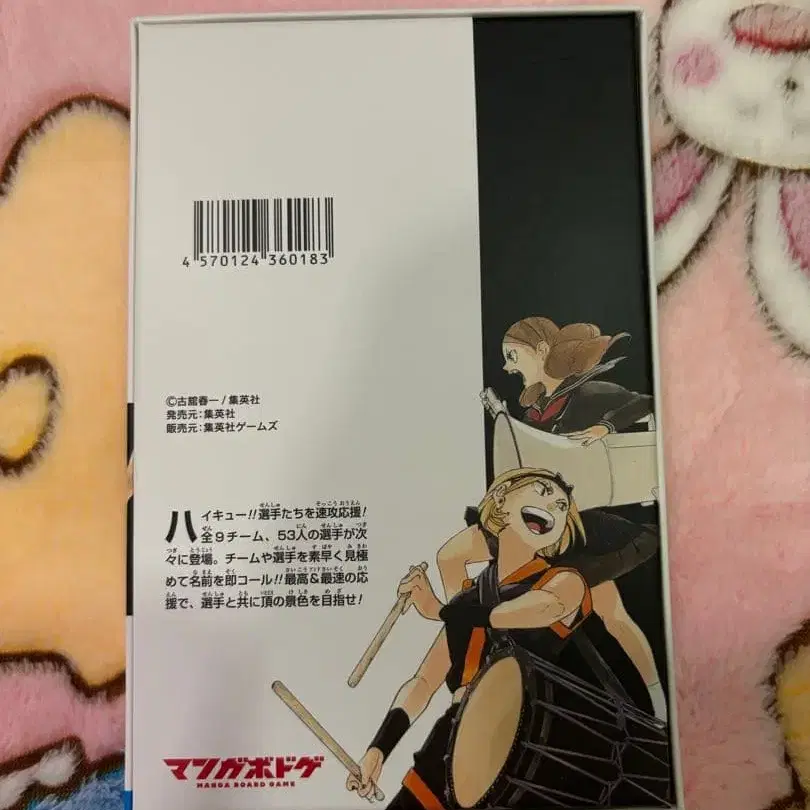 4 570124 360183
©古舘春一 / 集英社
発売元:集英社
販売元:集英社ゲームズ
ハイキュー!!選手たちを速攻応援!
全9チーム、53人の選手が次
々に登場。チームや選手を素早く見極
めて名前を即コール!!最高&最速の応
援で、選手と共に頂の景色を目指せ!
マンガボドゲ
MANGA BOARD GAME